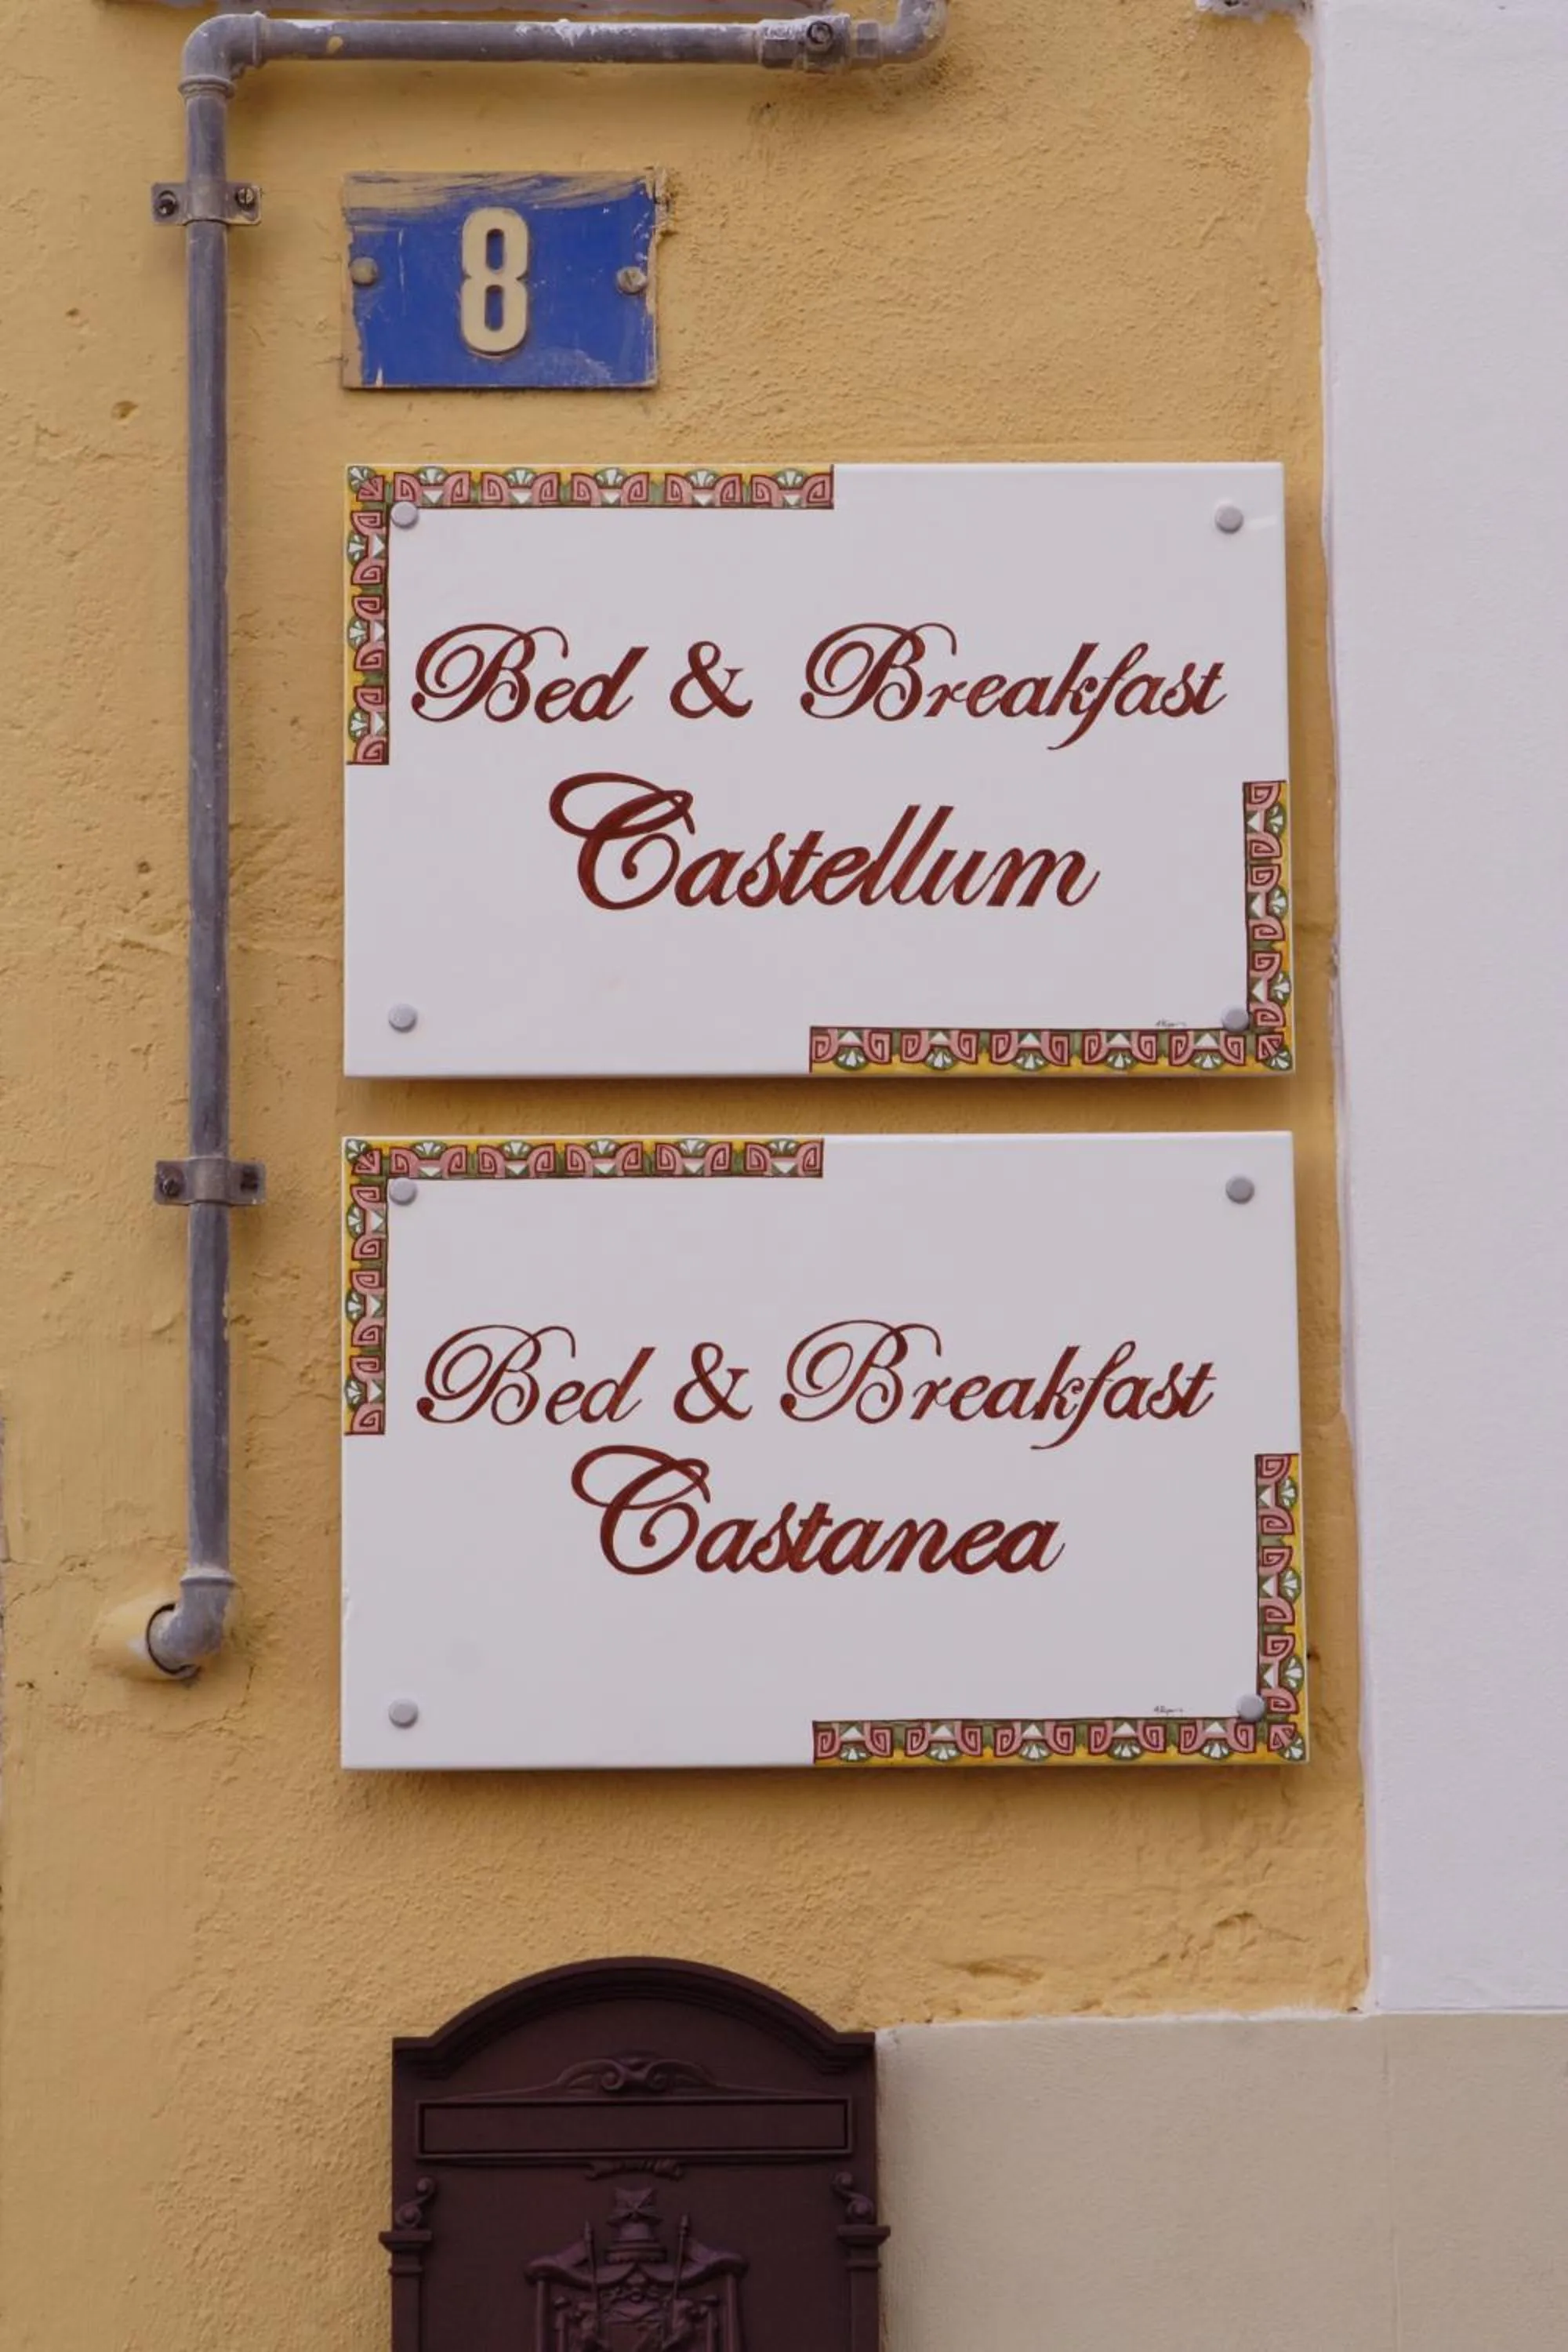 8
Bed & Breakfast
Castellum
Bed & Breakfast
Castanea